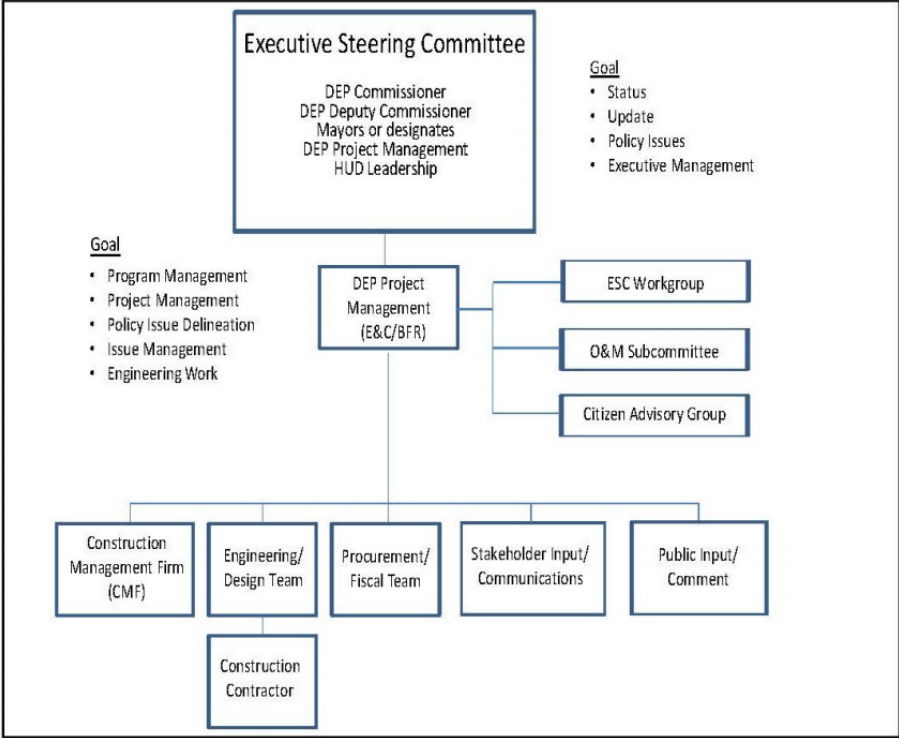 Executive Steering Committee
DEP Commissioner
DEP Deputy Commissioner
Mayors or designates
DEP Project Management
HUD Leadership
Goal
• Status
• Update
• Policy Issues
• Executive Management
Goal
• Program Management
• Project Management
• Policy Issue Delineation
• Issue Management
• Engineering Work
DEP Project
Management
(E&C/BFR)
ESC Workgroup
O&M Subcommittee
Citizen Advisory Group
Construction
Management Firm
(CMF)
Engineering/
Design Team
Procurement/
Fiscal Team
Stakeholder Input/
Communications
Public Input/
Comment
Construction
Contractor